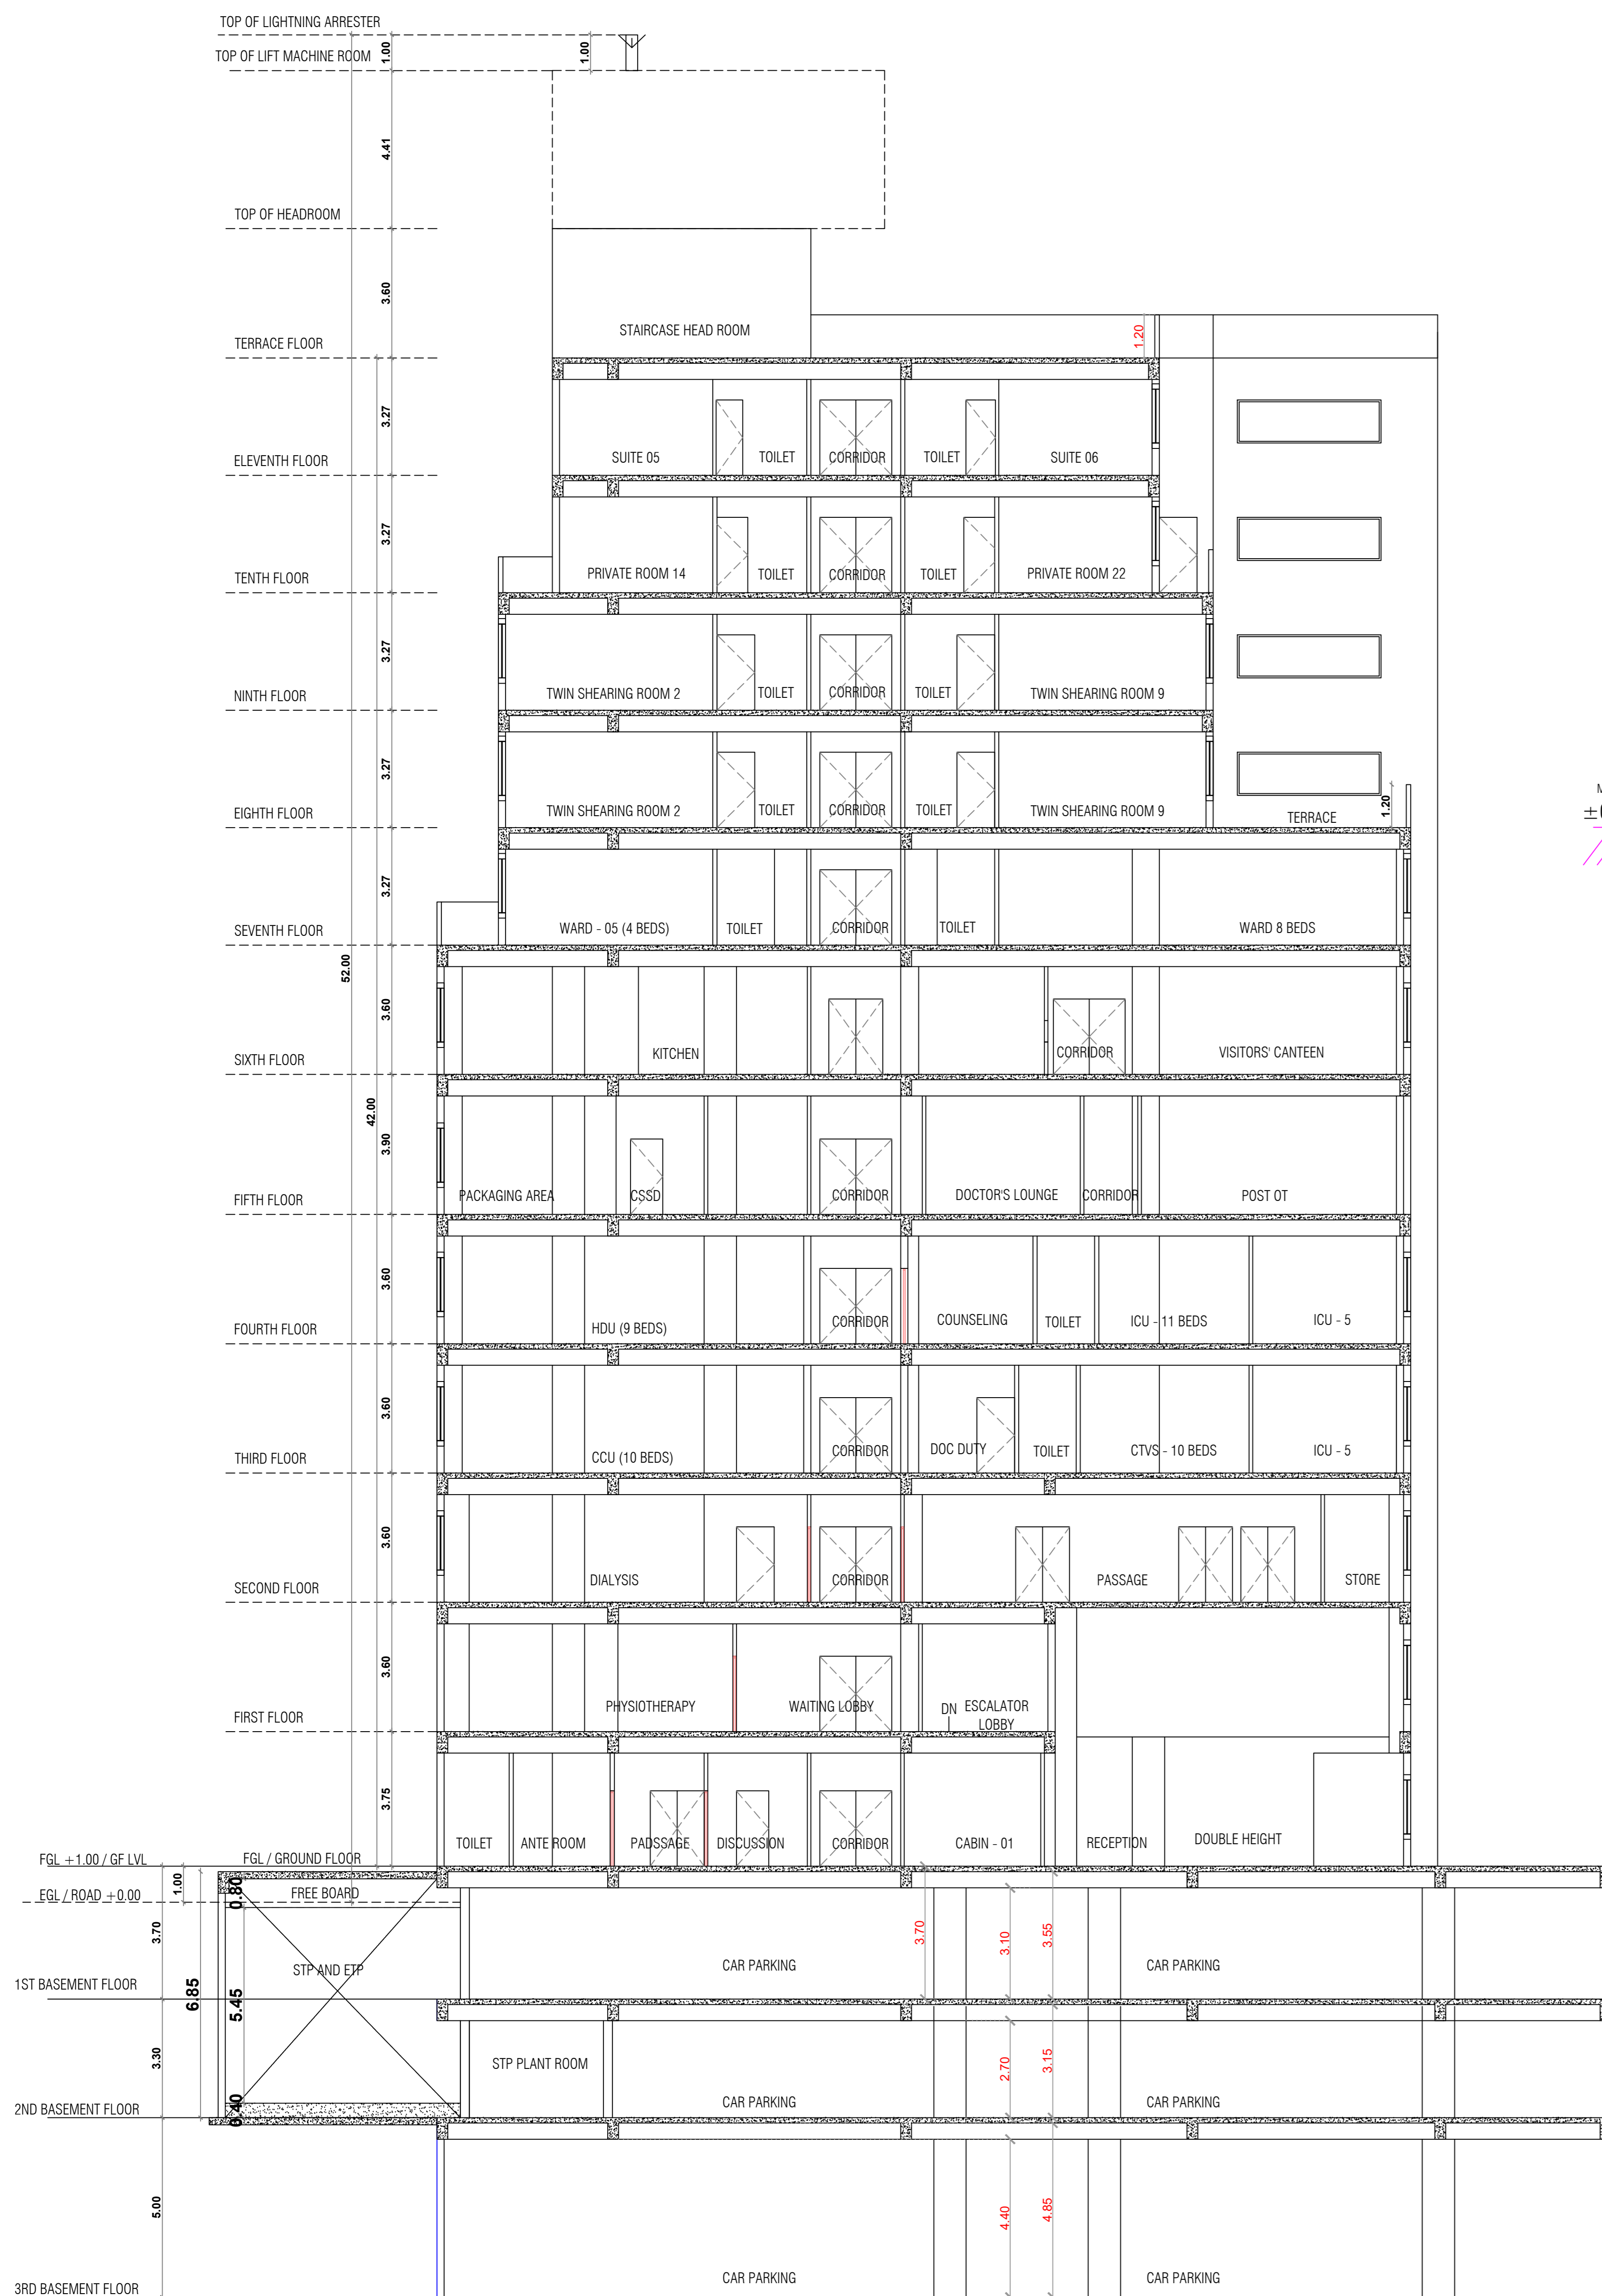 TOP OF LIGHTNING ARRESTER
1.00
1.00
TOP OF LIFT MACHINE ROOM
4.41
TOP OF HEADROOM
3.60
STAIRCASE HEAD ROOM
1.20
TERRACE FLOOR
3.27
SUITE 05
TOILET
CORRIDOR
TOILET
SUITE 06
ELEVENTH FLOOR
3.27
PRIVATE ROOM 14
TOILET
CORRIDOR
TOILET
PRIVATE ROOM 22
TENTH FLOOR
3.27
TWIN SHEARING ROOM 2
TOILET
CORRIDOR
TOILET
TWIN SHEARING ROOM 9
NINTH FLOOR
3.27
TWIN SHEARING ROOM 2
TOILET
CORRIDOR
TOILET
TWIN SHEARING ROOM 9
TERRACE
1.20
EIGHTH FLOOR
3.27
WARD - 05 (4 BEDS)
TOILET
CORRIDOR
TOILET
WARD 8 BEDS
SEVENTH FLOOR
52.00
3.60
KITCHEN
CORRIDOR
VISITORS' CANTEEN
SIXTH FLOOR
42.00
3.90
PACKAGING AREA
CSSD
CORRIDOR
DOCTOR'S LOUNGE
CORRIDOR
POST OT
FIFTH FLOOR
3.60
HDU (9 BEDS)
CORRIDOR
COUNSELING
TOILET
ICU - 11 BEDS
ICU - 5
FOURTH FLOOR
3.60
CCU (10 BEDS)
CORRIDOR
DOC DUTY
TOILET
CTVS - 10 BEDS
ICU - 5
THIRD FLOOR
3.60
DIALYSIS
CORRIDOR
PASSAGE
STORE
SECOND FLOOR
3.60
PHYSIOTHERAPY
WAITING LOBBY
DN
ESCALATOR
LOBBY
FIRST FLOOR
3.75
TOILET
ANTE ROOM
PADSSAGE
DISCUSSION
CORRIDOR
CABIN - 01
RECEPTION
DOUBLE HEIGHT
FGL +1.00 / GF LVL
FGL / GROUND FLOOR
1.00
0.80
FREE BOARD
EGL / ROAD +0.00
3.70
3.70
3.10
3.55
STP AND ETP
CAR PARKING
CAR PARKING
1ST BASEMENT FLOOR
6.85
5.45
3.30
STP PLANT ROOM
2.70
3.15
CAR PARKING
CAR PARKING
0.40
2ND BASEMENT FLOOR
5.00
4.40
4.85
CAR PARKING
CAR PARKING
3RD BASEMENT FLOOR